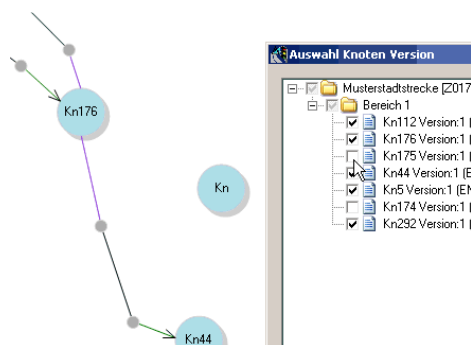 Kn176
Kn
Kn44
Auswahl Knoten Version
Musterstadtstrecke [Z017
Bereich 1
Kn112 Version:1 (
Kn176 Version:1 (
Kn175 Version:1 (
Kn44 Version:1 (E
Kn5 Version:1 (EN
Kn174 Version:1 (
Kn292 Version:1 (